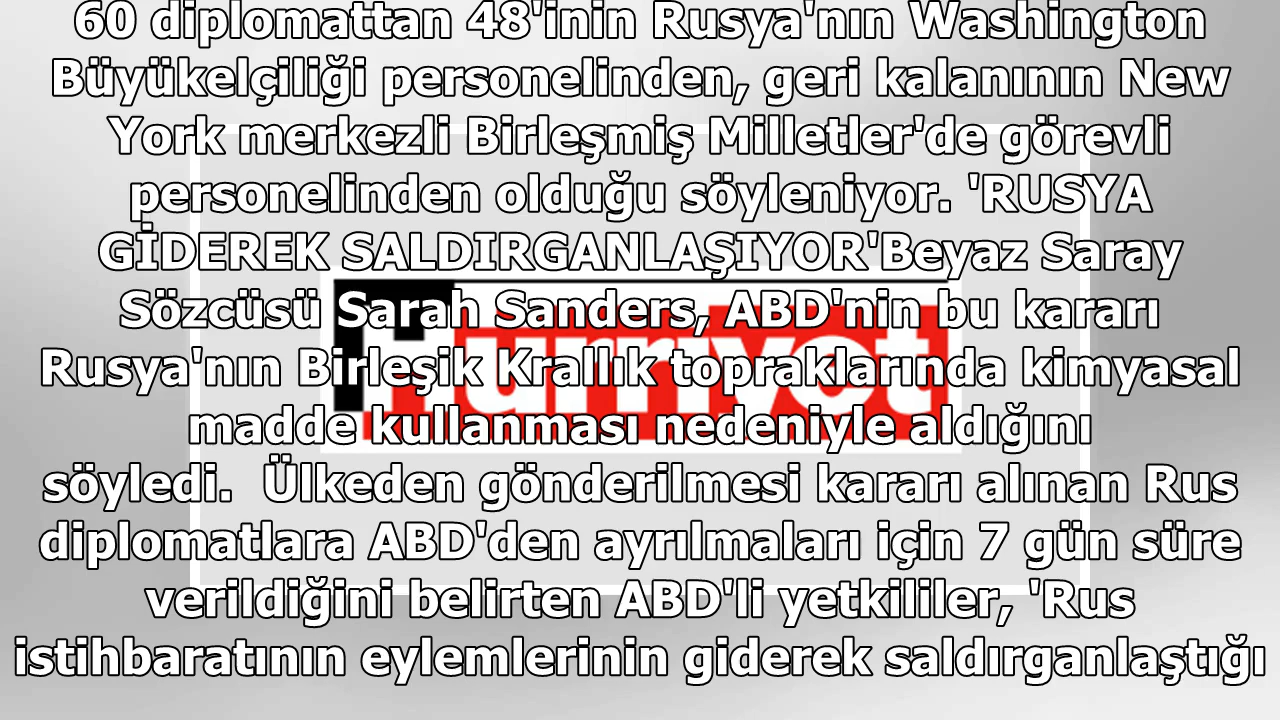 60 diplomattan 48'inin Rusya'nın Washington
Büyükelçiliği personelinden, geri kalanının New
York merkezli Birleşmiş Milletler'de görevli
personelinden olduğu söyleniyor. 'RUSYA
GİDEREK SALDIRGANLAŞIYOR'Beyaz Saray
Sözcüsü Sarah Sanders, ABD'nin bu kararı
Rusya'nın Birleşik Krallık topraklarında kimyasal
madde kullanması nedeniyle aldığını
söyledi.  Ülkeden gönderilmesi kararı alınan Rus
diplomatlara ABD'den ayrılmaları için 7 gün süre
verildiğini belirten ABD'li yetkililer, 'Rus
istihbaratının eylemlerinin giderek saldırganlaştığı
Hürriyet